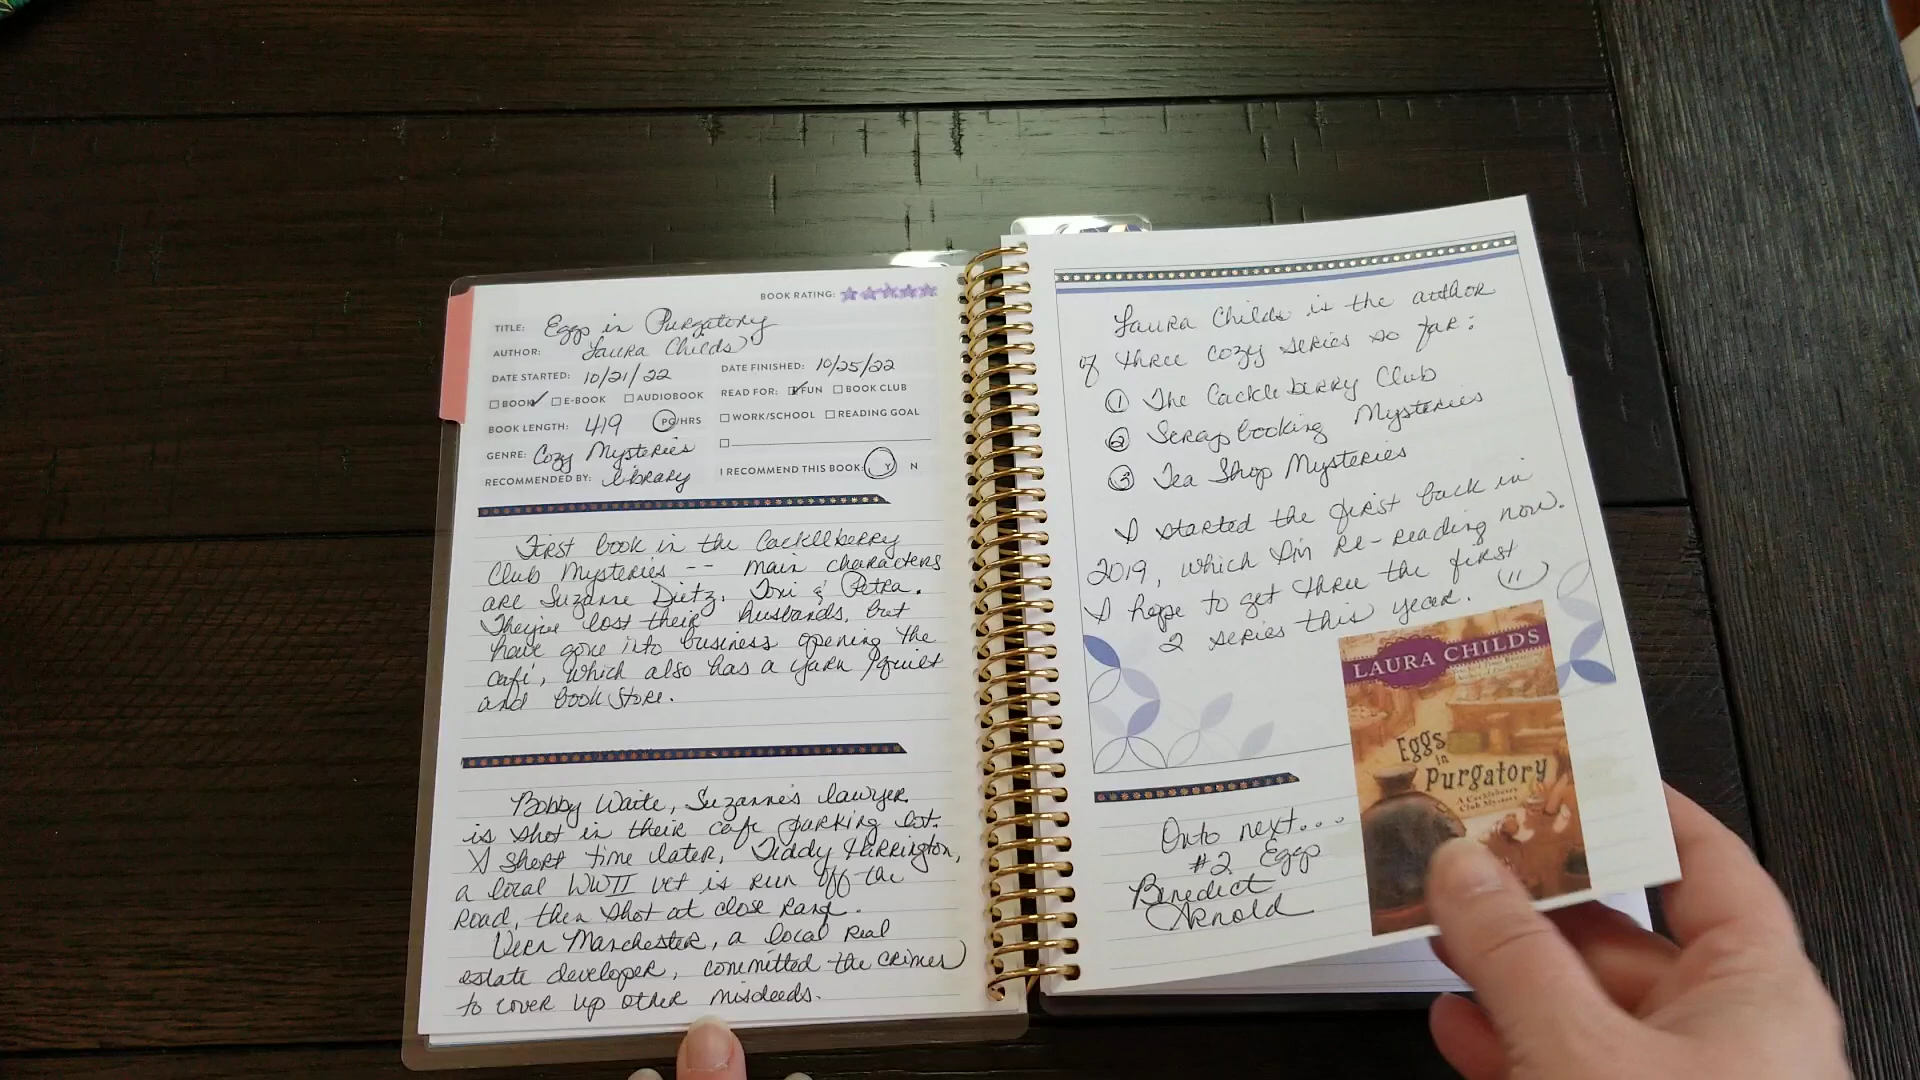 BOOK RATING:
TITLE: Eggs in Purgatory
AUTHOR: Laura Childs
DATE STARTED: 10/21/22 DATE FINISHED: 10/25/22
BOOK E-BOOK AUDIOBOOK READ FOR: FUN BOOK CLUB
BOOK LENGTH: 419 PG/HRS WORK/SCHOOL READING GOAL
GENRE: Cozy Mysteries
RECOMMENDED BY: library I RECOMMEND THIS BOOK: Y N
First book in the Cackleberry
Club Mysteries -- main characters
are Suzanne Dietz, Toni & Petra.
They've lost their husbands, but
have gone into business opening the
café, which also has a yarn/quilt
and book store.
Bobby Waite, Suzanne's lawyer
is shot in their cafe parking lot.
A short time later, Teddy Harrington,
a local WWII vet is run off the
road, then shot at close range.
Manchester, a local real
estate developer, committed the crimes
to cover up other misdeeds.
Laura Childs is the author
of three cozy series so far:
① The Cackleberry Club
② Scrapbooking Mysteries
③ Tea Shop Mysteries
I started the first back in
2019, which I'm re-reading now.
I hope to get thru the first
2 series this year.
LAURA CHILDS
Eggs
in
Purgatory
A Cackleberry
Club Mystery
Onto next...
#2 Eggs
Benedict
Arnold